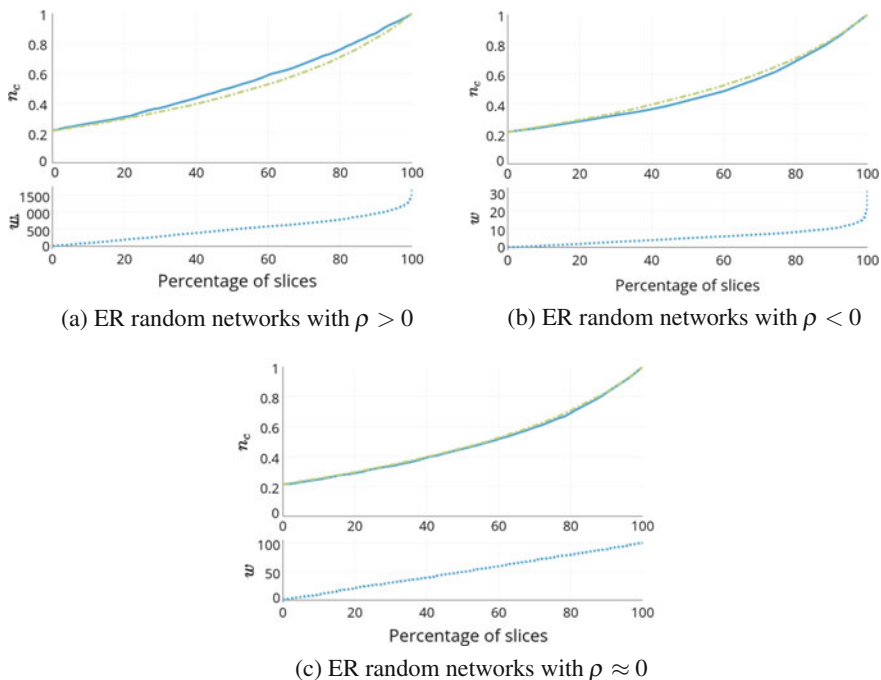 1
0.8
0.6
n_c
0.4
0.2
0
0 20 40 60 80 100
1500
000
w
500
0
0 20 40 60 80 100
Percentage of slices
(a) ER random networks with ρ > 0
1
0.8
0.6
n_c
0.4
0.2
0
0 20 40 60 80 100
30
20
w
10
0
0 20 40 60 80 100
Percentage of slices
(b) ER random networks with ρ < 0
1
0.8
0.6
n_c
0.4
0.2
0
0 20 40 60 80 100
100
w
50
0
0 20 40 60 80 100
Percentage of slices
(c) ER random networks with ρ ≈ 0